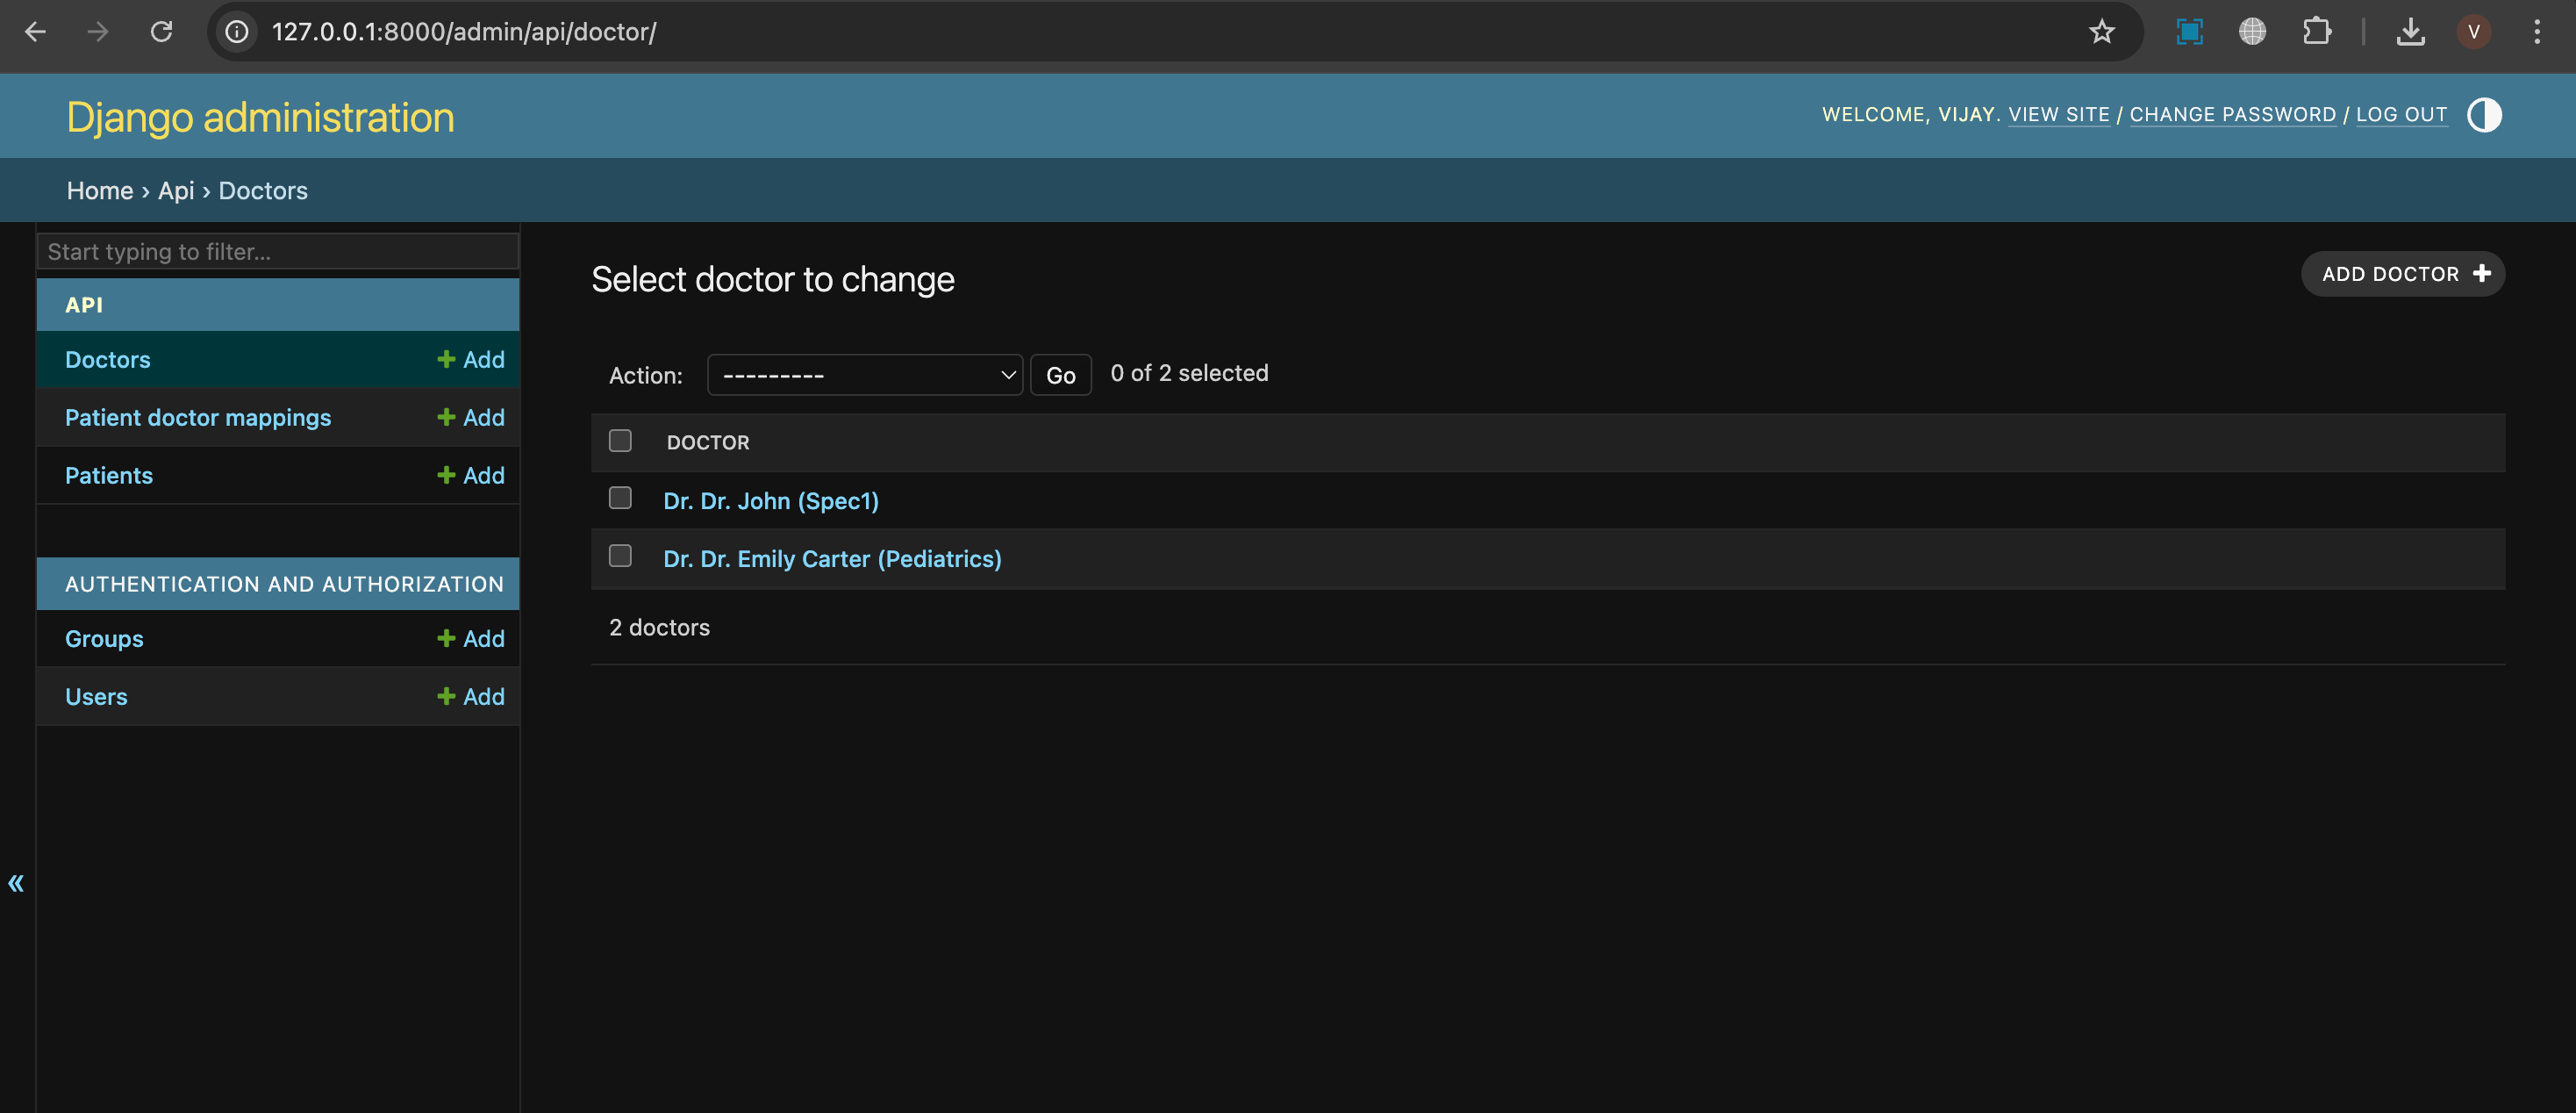 127.0.0.1:8000/admin/api/doctor/
V
Django administration
WELCOME, VIJAY. VIEW SITE / CHANGE PASSWORD / LOG OUT
Home › Api › Doctors
Start typing to filter...
API
Doctors + Add
Patient doctor mappings + Add
Patients + Add
AUTHENTICATION AND AUTHORIZATION
Groups + Add
Users + Add
«
Select doctor to change
ADD DOCTOR +
Action: --------- Go 0 of 2 selected
DOCTOR
Dr. Dr. John (Spec1)
Dr. Dr. Emily Carter (Pediatrics)
2 doctors